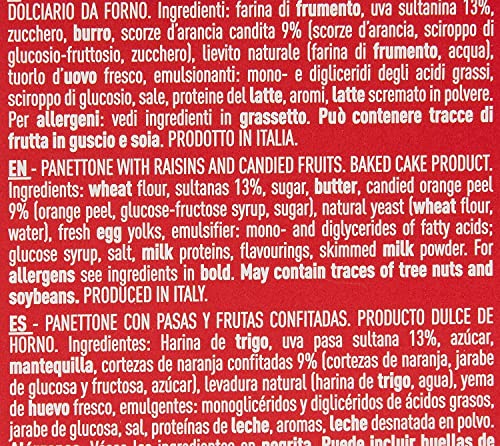 DOLCIARIO DA FORNO. Ingredienti: farina di frumento, uva sultanina 13%,
zucchero, burro, scorze d'arancia candita 9% (scorze d'arancia, sciroppo di
glucosio-fruttosio, zucchero), lievito naturale (farina di frumento, acqua),
tuorlo d'uovo fresco, emulsionanti: mono- e digliceridi degli acidi grassi,
sciroppo di glucosio, sale, proteine del latte, aromi, latte scremato in polvere.
Per allergeni: vedi ingredienti in grassetto. Può contenere tracce di
frutta in guscio e soia. PRODOTTO IN ITALIA.
EN - PANETTONE WITH RAISINS AND CANDIED FRUITS. BAKED CAKE PRODUCT.
Ingredients: wheat flour, sultanas 13%, sugar, butter, candied orange peel
9% (orange peel, glucose-fructose syrup, sugar), natural yeast (wheat flour,
water), fresh egg yolks, emulsifier: mono- and diglycerides of fatty acids;
glucose syrup, salt, milk proteins, flavourings, skimmed milk powder. For
allergens see ingredients in bold. May contain traces of tree nuts and
soybeans. PRODUCED IN ITALY.
ES - PANETTONE CON PASAS Y FRUTAS CONFITADAS. PRODUCTO DULCE DE
HORNO. Ingredientes: Harina de trigo, uva pasa sultana 13%, azúcar,
mantequilla, cortezas de naranja confitadas 9% (cortezas de naranja, jarabe
de glucosa y fructosa, azúcar), levadura natural (harina de trigo, agua), yema
de huevo fresco, emulgentes: monoglicéridos y diglicéridos de ácidos grasos,
jarabe de glucosa, sal, proteínas de leche, aromas, leche desnatada en polvo.
Véase los ingredientes en negrita. Puede incluir huellas de